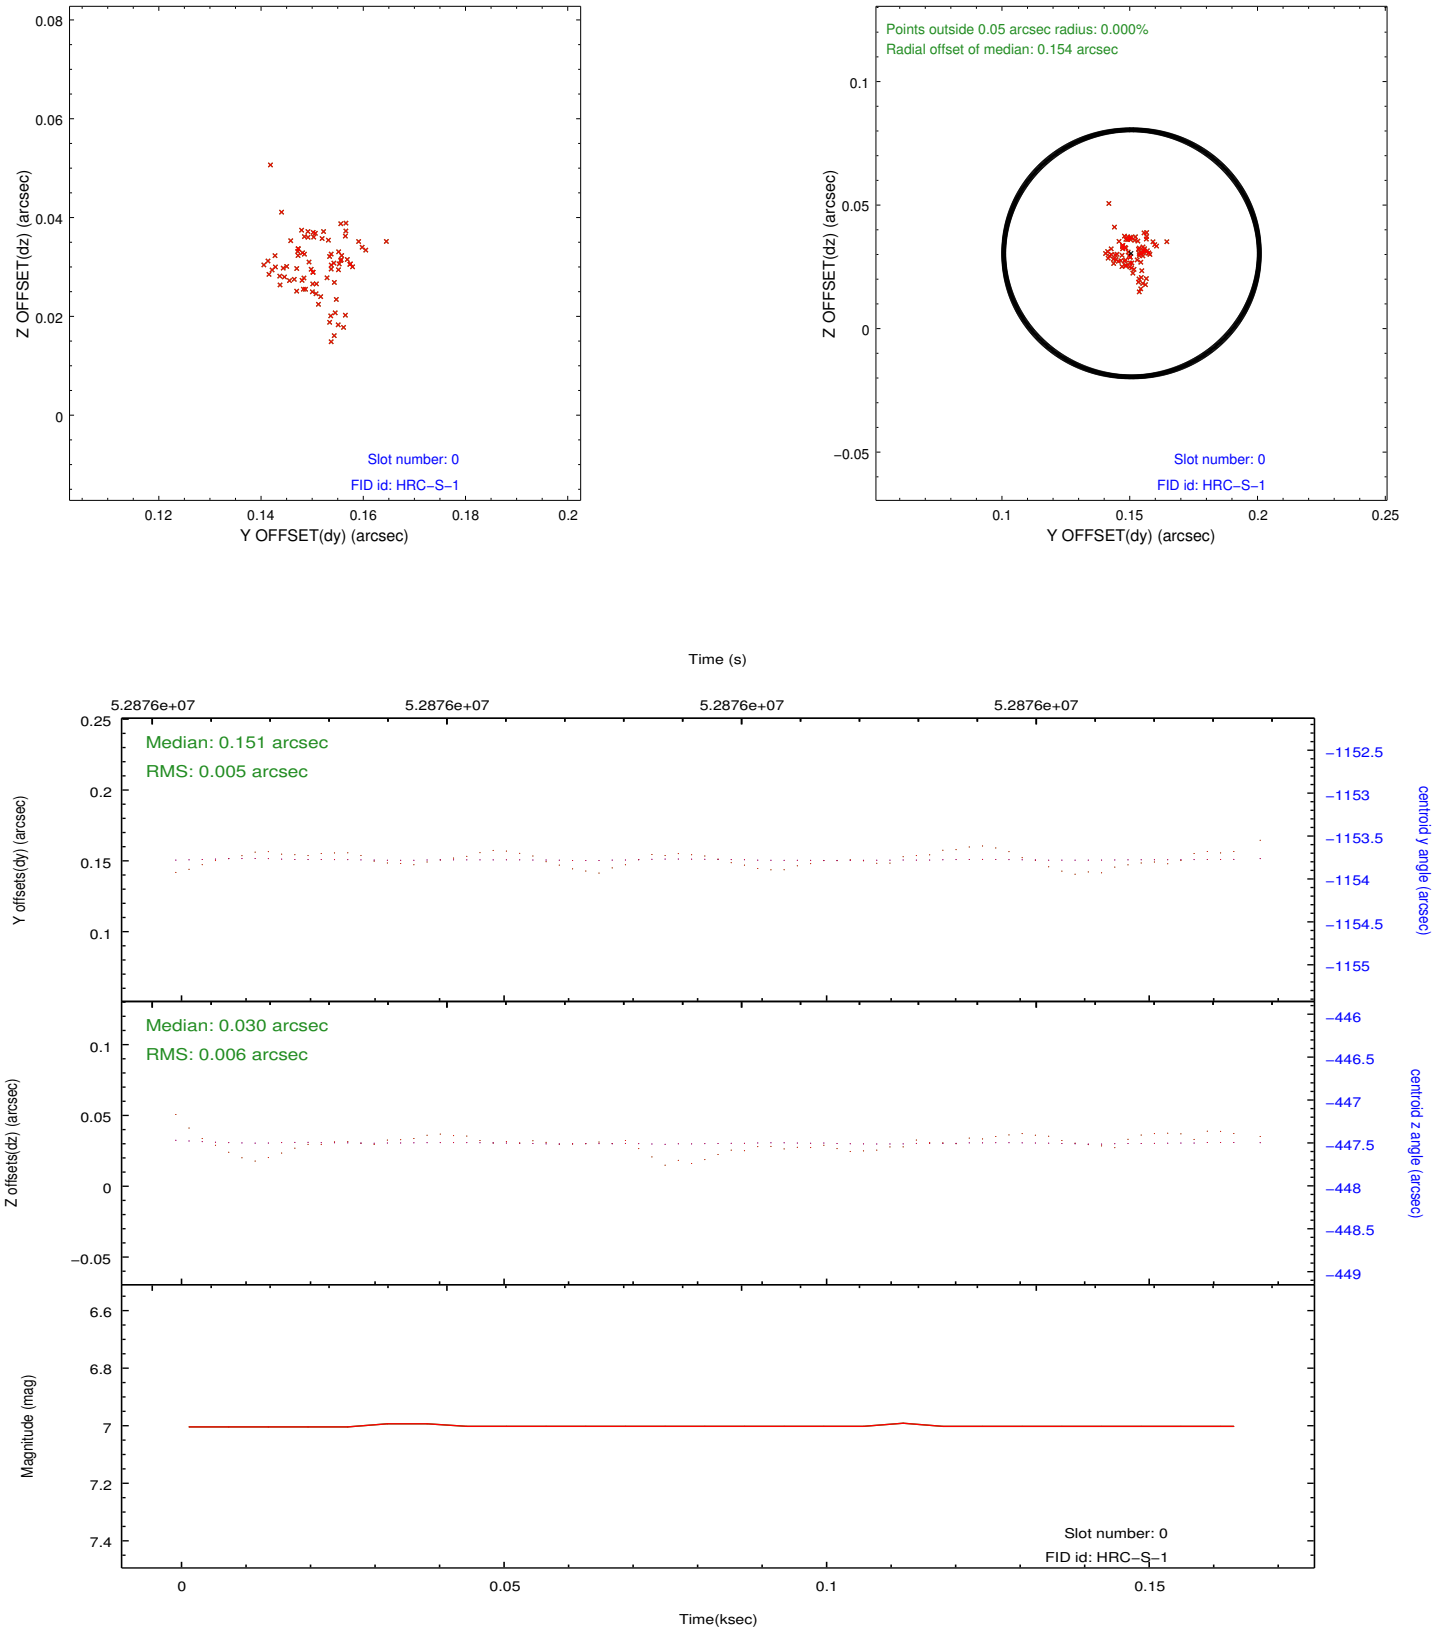 0.08
0.06
0.04
0.02
0
Z OFFSET(dz) (arcsec)
Slot number: 0
FID id: HRC−S−1
0.12
0.14
0.16
0.18
0.2
Y OFFSET(dy) (arcsec)
Points outside 0.05 arcsec radius: 0.000%
Radial offset of median: 0.154 arcsec
0.1
0.05
0
−0.05
Z OFFSET(dz) (arcsec)
Slot number: 0
FID id: HRC−S−1
0.1
0.15
0.2
0.25
Y OFFSET(dy) (arcsec)
Time (s)
5.2876e+07
5.2876e+07
5.2876e+07
5.2876e+07
Median: 0.151 arcsec
RMS: 0.005 arcsec
0.25
0.2
0.15
0.1
Y offsets(dy) (arcsec)
−1152.5
−1153
−1153.5
−1154
−1154.5
−1155
centroid y angle (arcsec)
Median: 0.030 arcsec
RMS: 0.006 arcsec
0.1
0.05
0
−0.05
Z offsets(dz) (arcsec)
−446
−446.5
−447
−447.5
−448
−448.5
−449
centroid z angle (arcsec)
6.6
6.8
7
7.2
7.4
Magnitude (mag)
Slot number: 0
FID id: HRC−S−1
0
0.05
0.1
0.15
Time(ksec)